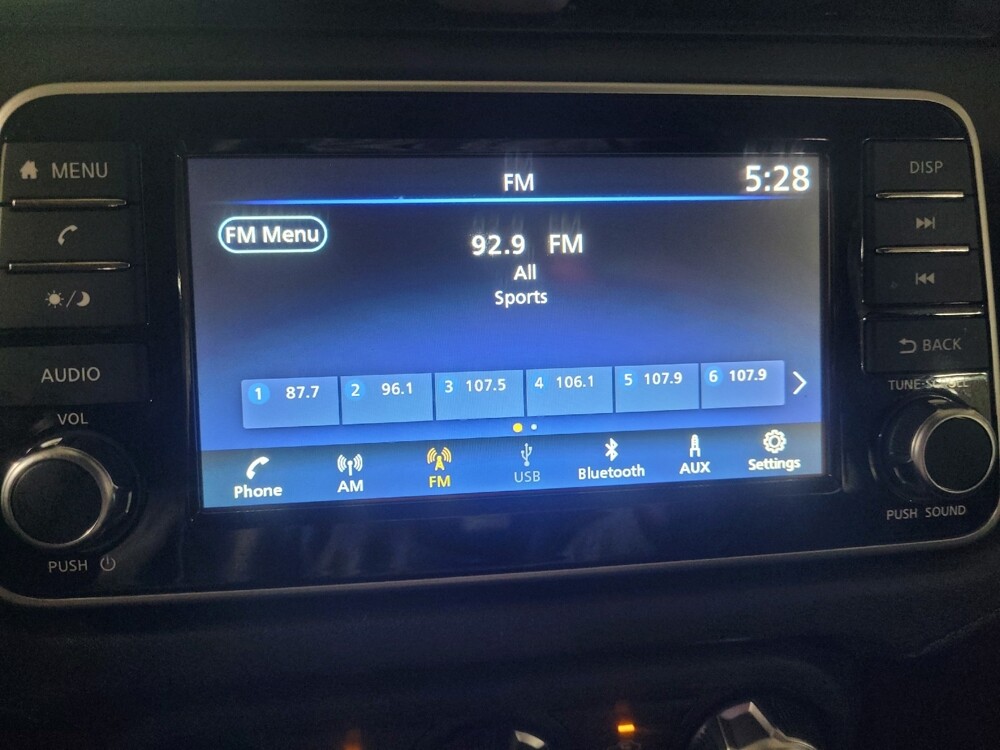 MENU
AUDIO
VOL
PUSH
FM
5:28
FM Menu
92.9 FM
All
Sports
1 87.7
2 96.1
3 107.5
4 106.1
5 107.9
6 107.9
Phone
AM
FM
USB
Bluetooth
AUX
Settings
DISP
BACK
TUNE·SCROLL
PUSH SOUND